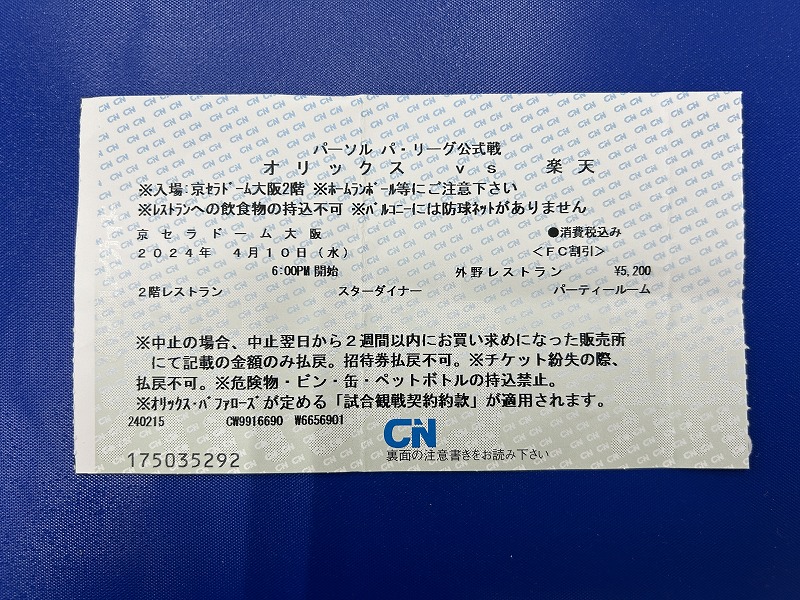 パーソル パ・リーグ公式戦
オリックス vs 楽天
※入場:京ｾﾗﾄﾞｰﾑ大阪2階 ※ﾎｰﾑﾗﾝﾎﾞｰﾙ等にご注意下さい
※ﾚｽﾄﾗﾝへの飲食物の持込不可 ※ﾊﾞﾙｺﾆｰには防球ﾈｯﾄがありません
京セラドーム大阪 ●消費税込み
2024年 4月10日(水) <FC割引>
6:00PM 開始 外野レストラン ¥5,200
2階レストラン スターダイナー パーティールーム
※中止の場合、中止翌日から2週間以内にお買い求めになった販売所
にて記載の金額のみ払戻。招待券払戻不可。※チケット紛失の際、
払戻不可。※危険物・ビン・缶・ペットボトルの持込禁止。
※ｵﾘｯｸｽ･ﾊﾞﾌｧﾛｰｽﾞが定める「試合観戦契約約款」が適用されます。
240215 CW9916690 W6656901
CN
175035292 裏面の注意書きをお読み下さい